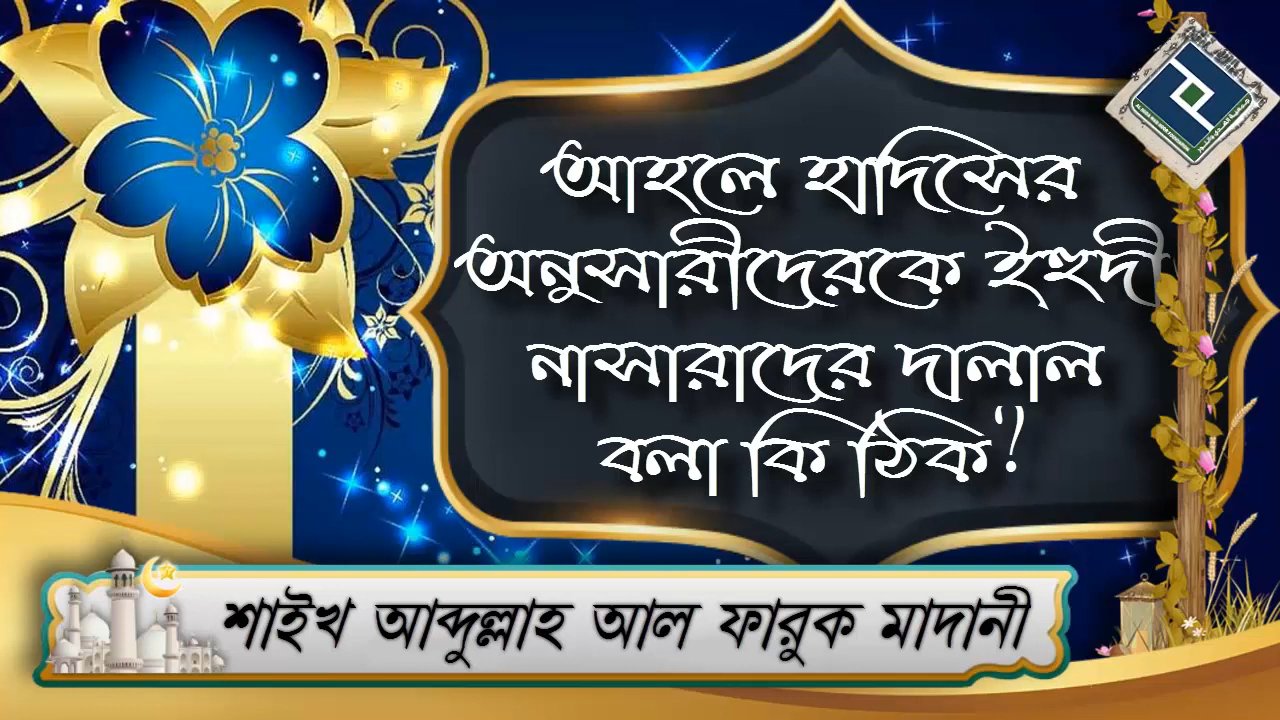 আহলে হাদিসের
অনুসারীদেরকে ইহুদী
নাসারাদের দালাল
বলা কি ঠিক?
শাইখ আব্দুল্লাহ আল ফারুক মাদানী